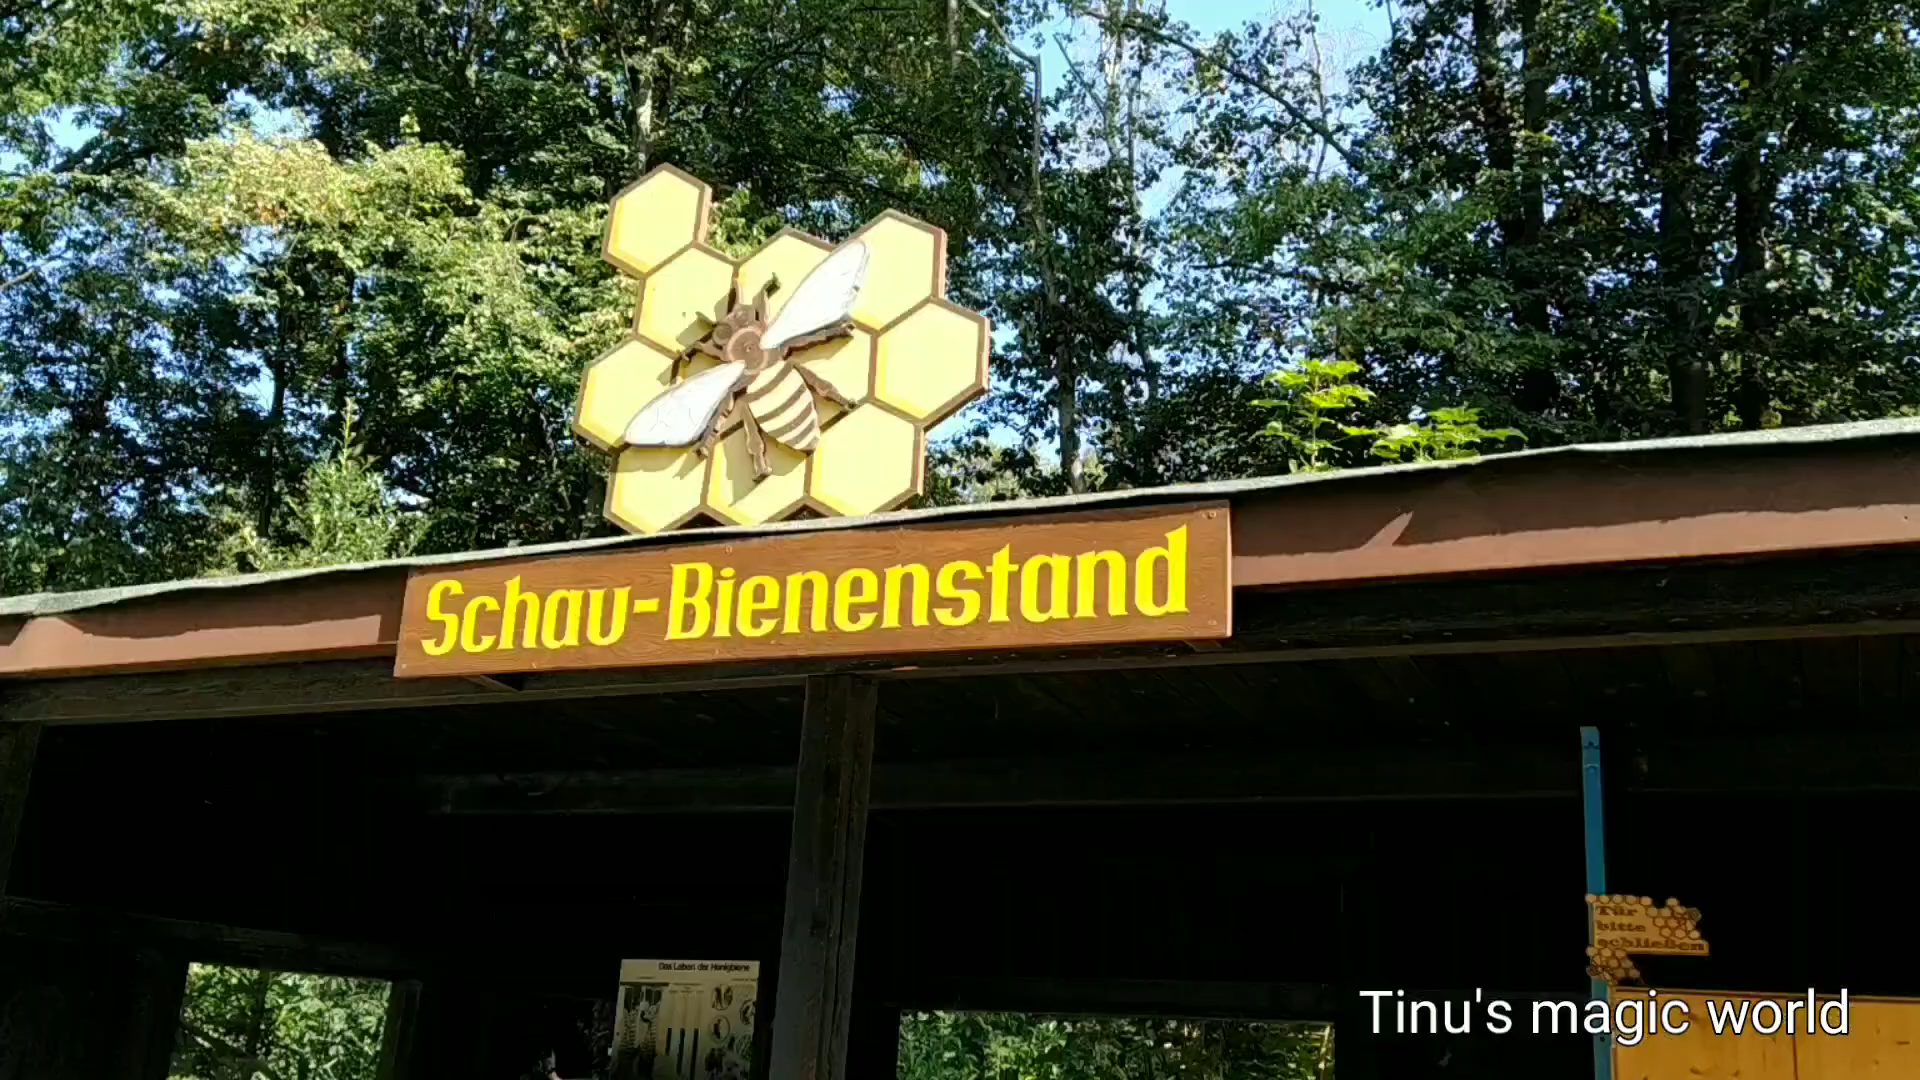 Schau-Bienenstand
Das Leben der Honigbiene
Tür
bitte
schließen
Tinu's magic world